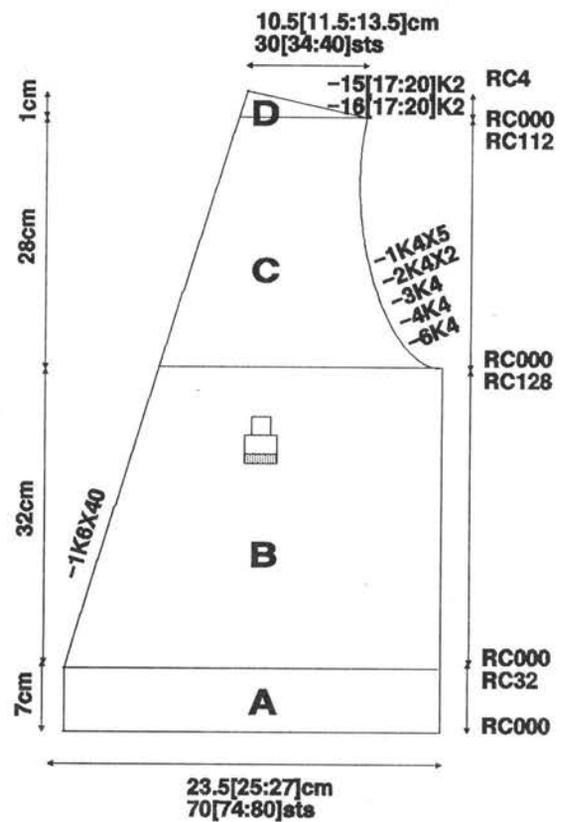 10.5[11.5:13.5]cm
30[34:40]sts
-15[17:20]K2
-16[17:20]K2
RC4
1cm
D
RC000
RC112
28cm
C
-1K4X5
-2K4X2
-3K4
-4K4
-6K4
RC000
RC128
32cm
-1K6X40
B
RC000
RC32
7cm
A
RC000
23.5[25:27]cm
70[74:80]sts